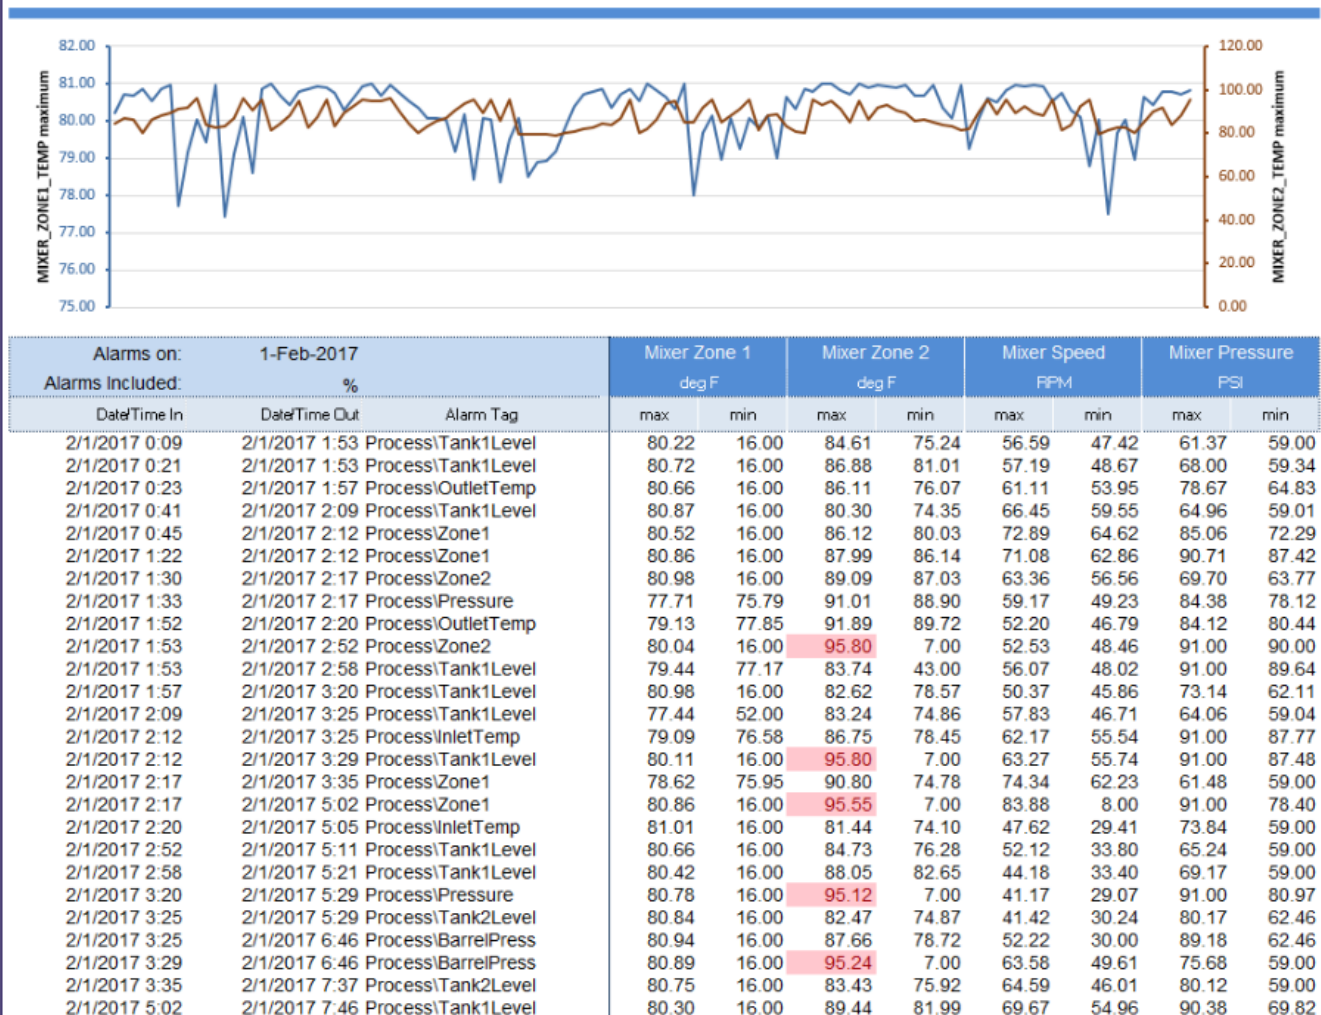 82.00
81.00
80.00
79.00
78.00
77.00
76.00
75.00
MIXER_ZONE1_TEMP maximum
120.00
100.00
80.00
60.00
40.00
20.00
0.00
MIXER_ZONE2_TEMP maximum
Alarms on: 1-Feb-2017 Mixer Zone 1 Mixer Zone 2 Mixer Speed Mixer Pressure
Alarms Included: % deg F deg F RPM PSI
Date/Time In Date/Time Out Alarm Tag max min max min max min max min
2/1/2017 0:09 2/1/2017 1:53 Process\Tank1Level 80.22 16.00 84.61 75.24 56.59 47.42 61.37 59.00
2/1/2017 0:21 2/1/2017 1:53 Process\Tank1Level 80.72 16.00 86.88 81.01 57.19 48.67 68.00 59.34
2/1/2017 0:23 2/1/2017 1:57 Process\OutletTemp 80.66 16.00 86.11 76.07 61.11 53.95 78.67 64.83
2/1/2017 0:41 2/1/2017 2:09 Process\Tank1Level 80.87 16.00 80.30 74.35 66.45 59.55 64.96 59.01
2/1/2017 0:45 2/1/2017 2:12 Process\Zone1 80.52 16.00 86.12 80.03 72.89 64.62 85.06 72.29
2/1/2017 1:22 2/1/2017 2:12 Process\Zone1 80.86 16.00 87.99 86.14 71.08 62.86 90.71 87.42
2/1/2017 1:30 2/1/2017 2:17 Process\Zone2 80.98 16.00 89.09 87.03 63.36 56.56 69.70 63.77
2/1/2017 1:33 2/1/2017 2:17 Process\Pressure 77.71 75.79 91.01 88.90 59.17 49.23 84.38 78.12
2/1/2017 1:52 2/1/2017 2:20 Process\OutletTemp 79.13 77.85 91.89 89.72 52.20 46.79 84.12 80.44
2/1/2017 1:53 2/1/2017 2:52 Process\Zone2 80.04 16.00 95.80 7.00 52.53 48.46 91.00 90.00
2/1/2017 1:53 2/1/2017 2:58 Process\Tank1Level 79.44 77.17 83.74 43.00 56.07 48.02 91.00 89.64
2/1/2017 1:57 2/1/2017 3:20 Process\Tank1Level 80.98 16.00 82.62 78.57 50.37 45.86 73.14 62.11
2/1/2017 2:09 2/1/2017 3:25 Process\Tank1Level 77.44 52.00 83.24 74.86 57.83 46.71 64.06 59.04
2/1/2017 2:12 2/1/2017 3:25 Process\InletTemp 79.09 76.58 86.75 78.45 62.17 55.54 91.00 87.77
2/1/2017 2:12 2/1/2017 3:29 Process\Tank1Level 80.11 16.00 95.80 7.00 63.27 55.74 91.00 87.48
2/1/2017 2:17 2/1/2017 3:35 Process\Zone1 78.62 75.95 90.80 74.78 74.34 62.23 61.48 59.00
2/1/2017 2:17 2/1/2017 5:02 Process\Zone1 80.86 16.00 95.55 7.00 83.88 8.00 91.00 78.40
2/1/2017 2:20 2/1/2017 5:05 Process\InletTemp 81.01 16.00 81.44 74.10 47.62 29.41 73.84 59.00
2/1/2017 2:52 2/1/2017 5:11 Process\Tank1Level 80.66 16.00 84.73 76.28 52.12 33.80 65.24 59.00
2/1/2017 2:58 2/1/2017 5:21 Process\Tank1Level 80.42 16.00 88.05 82.65 44.18 33.40 69.17 59.00
2/1/2017 3:20 2/1/2017 5:29 Process\Pressure 80.78 16.00 95.12 7.00 41.17 29.07 91.00 80.97
2/1/2017 3:25 2/1/2017 5:29 Process\Tank2Level 80.84 16.00 82.47 74.87 41.42 30.24 80.17 62.46
2/1/2017 3:25 2/1/2017 6:46 Process\BarrelPress 80.94 16.00 87.66 78.72 52.22 30.00 89.18 62.46
2/1/2017 3:29 2/1/2017 6:46 Process\BarrelPress 80.89 16.00 95.24 7.00 63.58 49.61 75.68 59.00
2/1/2017 3:35 2/1/2017 7:37 Process\Tank2Level 80.75 16.00 83.43 75.92 64.59 46.01 80.12 59.00
2/1/2017 5:02 2/1/2017 7:46 Process\Tank1Level 80.30 16.00 89.44 81.99 69.67 54.96 90.38 69.82